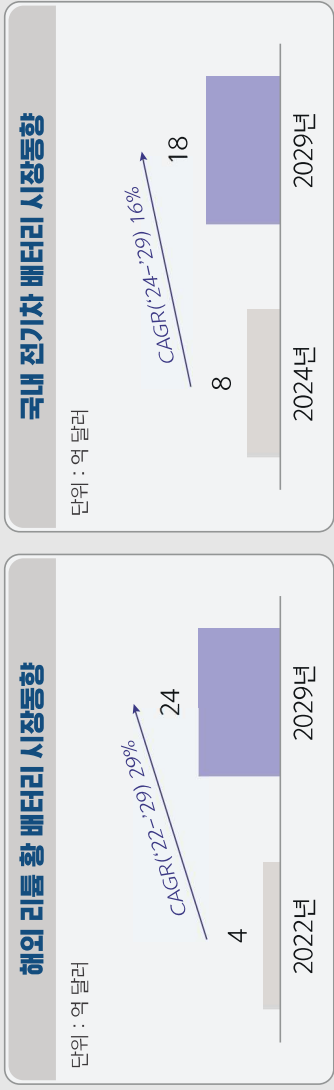 해외 리튬 황 배터리 시장동향
단위 : 억 달러
CAGR(‘22-’29) 29%
4
24
2022년
2029년
국내 전기차 배터리 시장동향
단위 : 억 달러
CAGR(‘24-’29) 16%
8
18
2024년
2029년